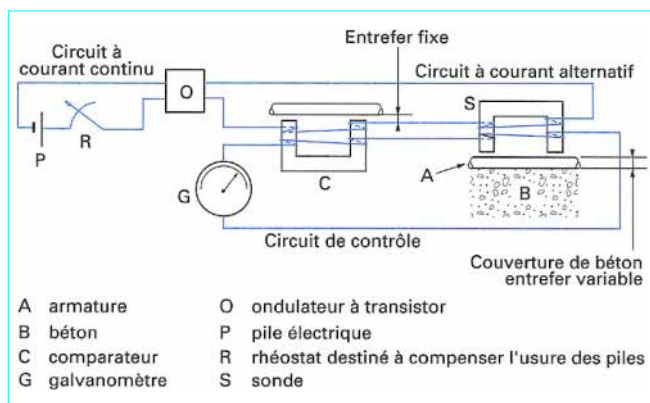 Entrefer fixe
Circuit à
courant continu
Circuit à courant alternatif
O
S
P
R
C
G
A
B
Circuit de contrôle
Couverture de béton
entrefer variable
A armature
B béton
C comparateur
G galvanomètre
O ondulateur à transistor
P pile électrique
R rhéostat destiné à compenser l'usure des piles
S sonde